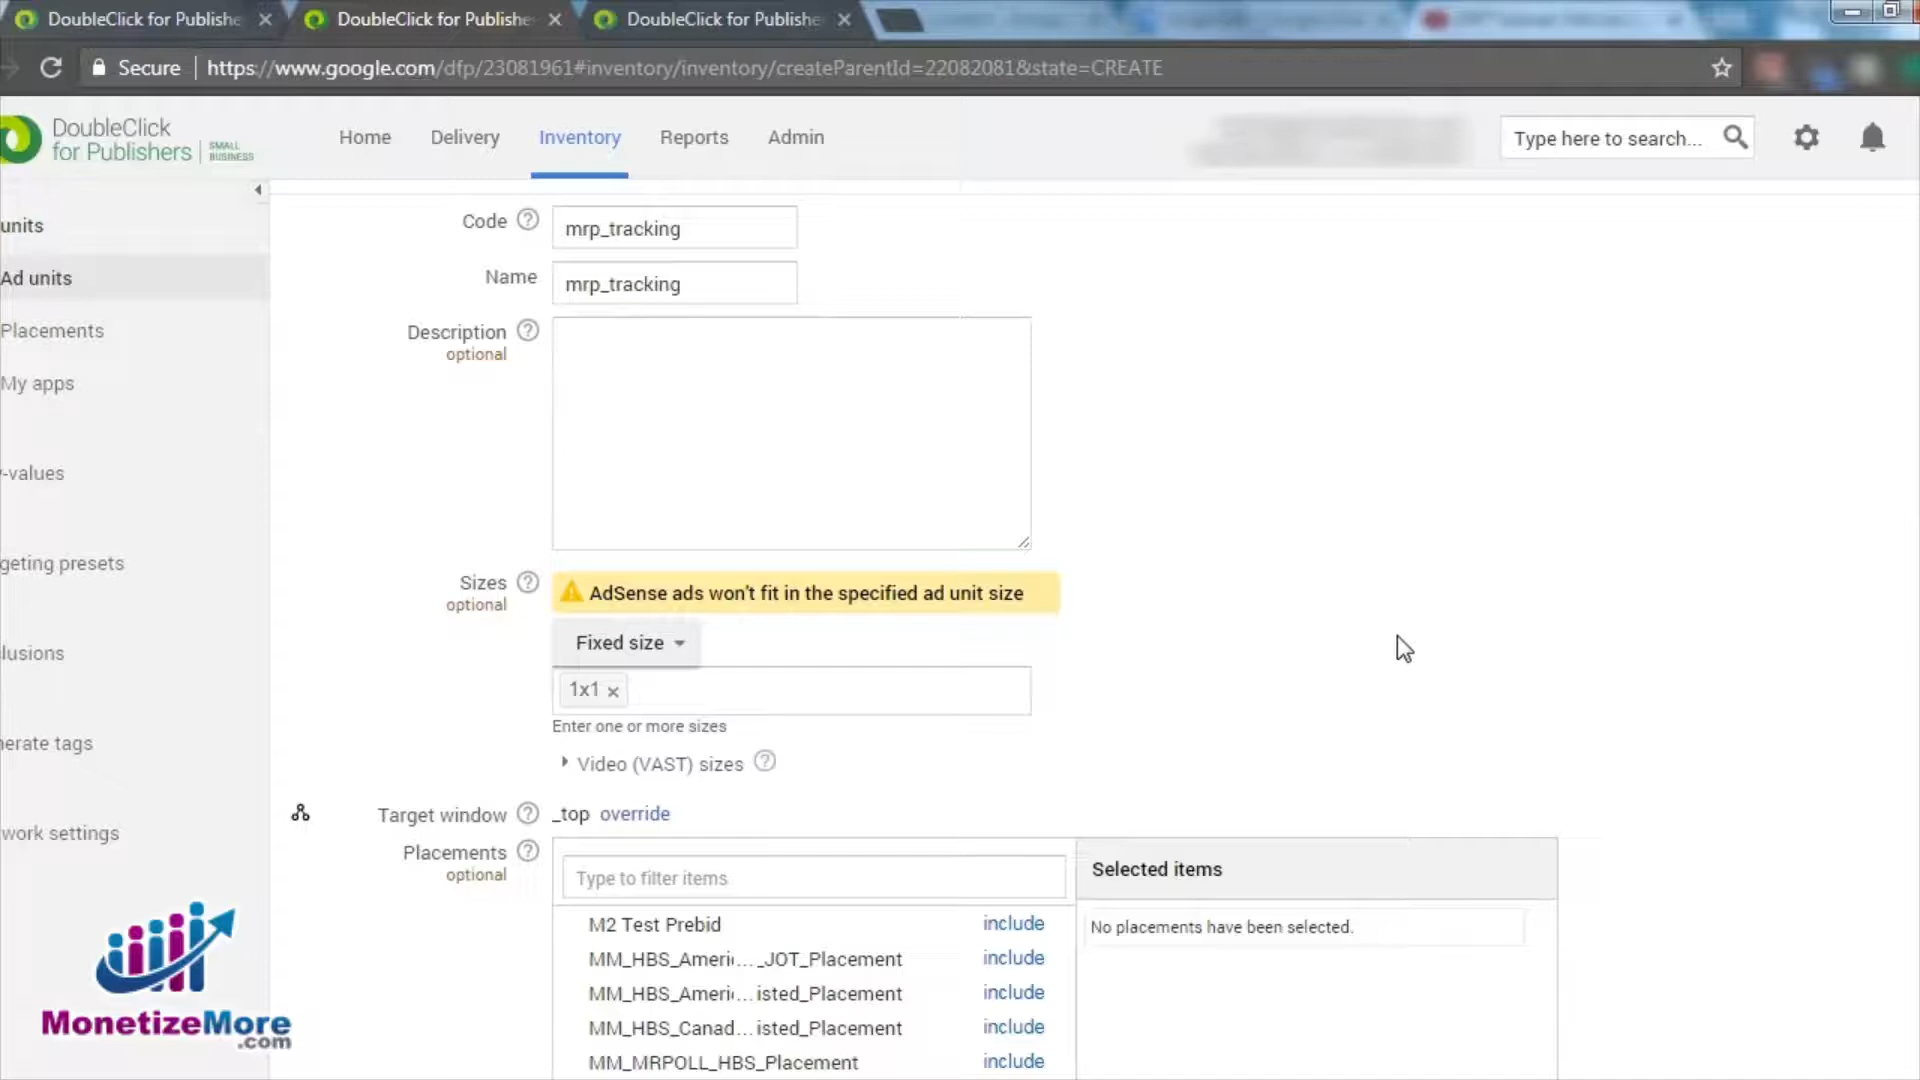 DoubleClick for Publishe
DoubleClick for Publishe
DoubleClick for Publishe
Secure
https://www.google.com/dfp/23081961#inventory/inventory/createParentId=22082081&state=CREATE
DoubleClick
for Publishers
SMALL
BUSINESS
Home
Delivery
Inventory
Reports
Admin
Type here to search...
units
Ad units
Placements
My apps
-values
geting presets
lusions
nerate tags
work settings
Code
mrp_tracking
Name
mrp_tracking
Description
optional
Sizes
optional
AdSense ads won't fit in the specified ad unit size
Fixed size
1x1
Enter one or more sizes
Video (VAST) sizes
Target window
_top override
Placements
optional
Type to filter items
M2 Test Prebid include
MM_HBS_Ameri..._JOT_Placement include
MM_HBS_Ameri...isted_Placement include
MM_HBS_Canad...isted_Placement include
MM_MRPOLL_HBS_Placement include
Selected items
No placements have been selected.
MonetizeMore
.com